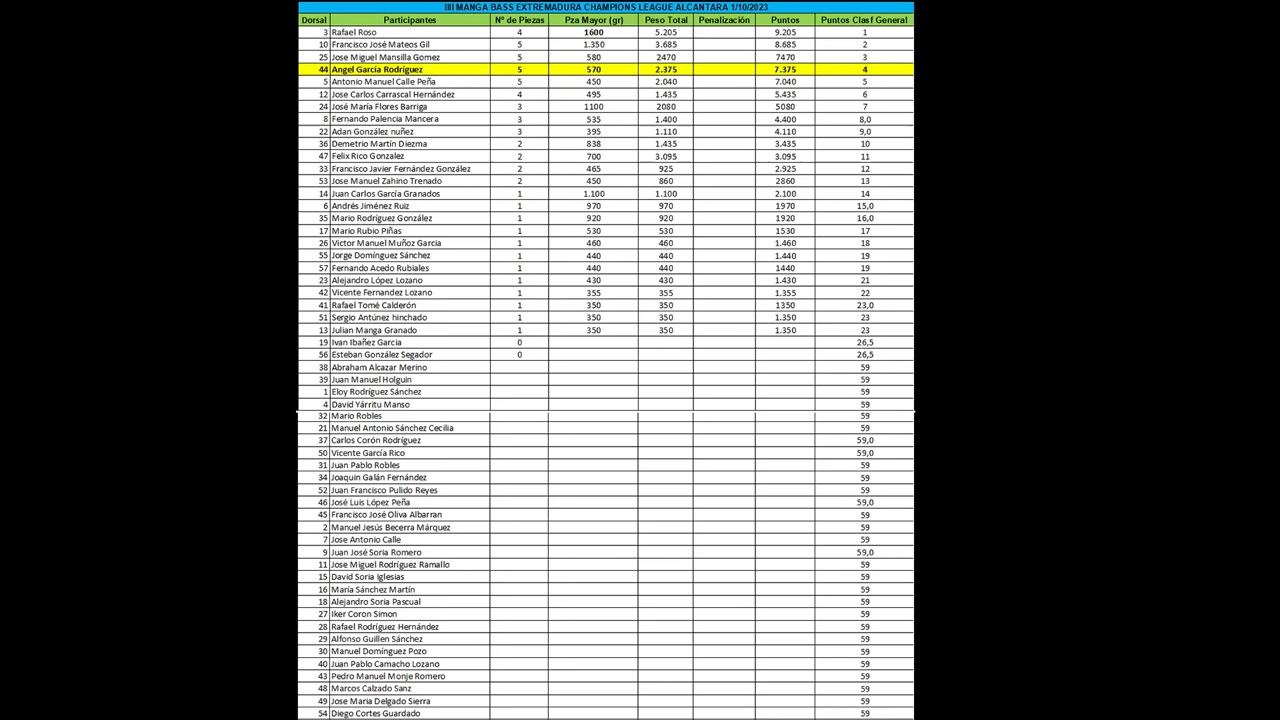 III MANGA BASS EXTREMADURA CHAMPIONS LEAGUE ALCANTARA 1/10/2023
Dorsal Participantes Nº de Piezas Pza Mayor (gr) Peso Total Penalización Puntos Puntos Clasf General
3 Rafael Roso 4 1600 5.205 9.205 1
10 Francisco José Mateos Gil 5 1.350 3.685 8.685 2
25 Jose Miguel Mansilla Gomez 5 580 2470 7470 3
44 Angel García Rodríguez 5 570 2.375 7.375 4
5 Antonio Manuel Calle Peña 5 450 2.040 7.040 5
12 Jose Carlos Carrascal Hernández 4 495 1.435 5.435 6
24 José María Flores Barriga 3 1100 2080 5080 7
8 Fernando Palencia Mancera 3 535 1.400 4.400 8,0
22 Adan González nuñez 3 395 1.110 4.110 9,0
36 Demetrio Martín Diezma 2 838 1.435 3.435 10
47 Felix Rico Gonzalez 2 700 3.095 3.095 11
33 Francisco Javier Fernández González 2 465 925 2.925 12
53 Jose Manuel Zahino Trenado 2 450 860 2860 13
14 Juan Carlos García Granados 1 1.100 1.100 2.100 14
6 Andrés Jiménez Ruiz 1 970 970 1970 15,0
35 Mario Rodríguez González 1 920 920 1920 16,0
17 Mario Rubio Piñas 1 530 530 1530 17
26 Victor Manuel Muñoz Garcia 1 460 460 1.460 18
55 Jorge Domínguez Sánchez 1 440 440 1.440 19
57 Fernando Acedo Rubiales 1 440 440 1440 19
23 Alejandro López Lozano 1 430 430 1.430 21
42 Vicente Fernandez Lozano 1 355 355 1.355 22
41 Rafael Tomé Calderón 1 350 350 1350 23,0
51 Sergio Antúnez hinchado 1 350 350 1.350 23
13 Julian Manga Granado 1 350 350 1.350 23
19 Ivan Ibañez Garcia 0 26,5
56 Esteban González Segador 0 26,5
38 Abraham Alcazar Merino 59
39 Juan Manuel Holguin 59
1 Eloy Rodríguez Sánchez 59
4 David Yárritu Manso 59
32 Mario Robles 59
21 Manuel Antonio Sánchez Cecilia 59
37 Carlos Corón Rodríguez 59,0
50 Vicente García Rico 59,0
31 Juan Pablo Robles 59
34 Joaquin Galán Fernández 59
52 Juan Francisco Pulido Reyes 59
46 José Luis López Peña 59,0
45 Francisco José Oliva Albarran 59
2 Manuel Jesús Becerra Márquez 59
7 Jose Antonio Calle 59
9 Juan José Soria Romero 59,0
11 Jose Miguel Rodríguez Ramallo 59
15 David Soria Iglesias 59
16 María Sánchez Martín 59
18 Alejandro Soria Pascual 59
27 Iker Coron Simon 59
28 Rafael Rodríguez Hernández 59
29 Alfonso Guillen Sánchez 59
30 Manuel Domínguez Pozo 59
40 Juan Pablo Camacho Lozano 59
43 Pedro Manuel Monje Romero 59
48 Marcos Calzado Sanz 59
49 Jose Maria Delgado Sierra 59
54 Diego Cortes Guardado 59